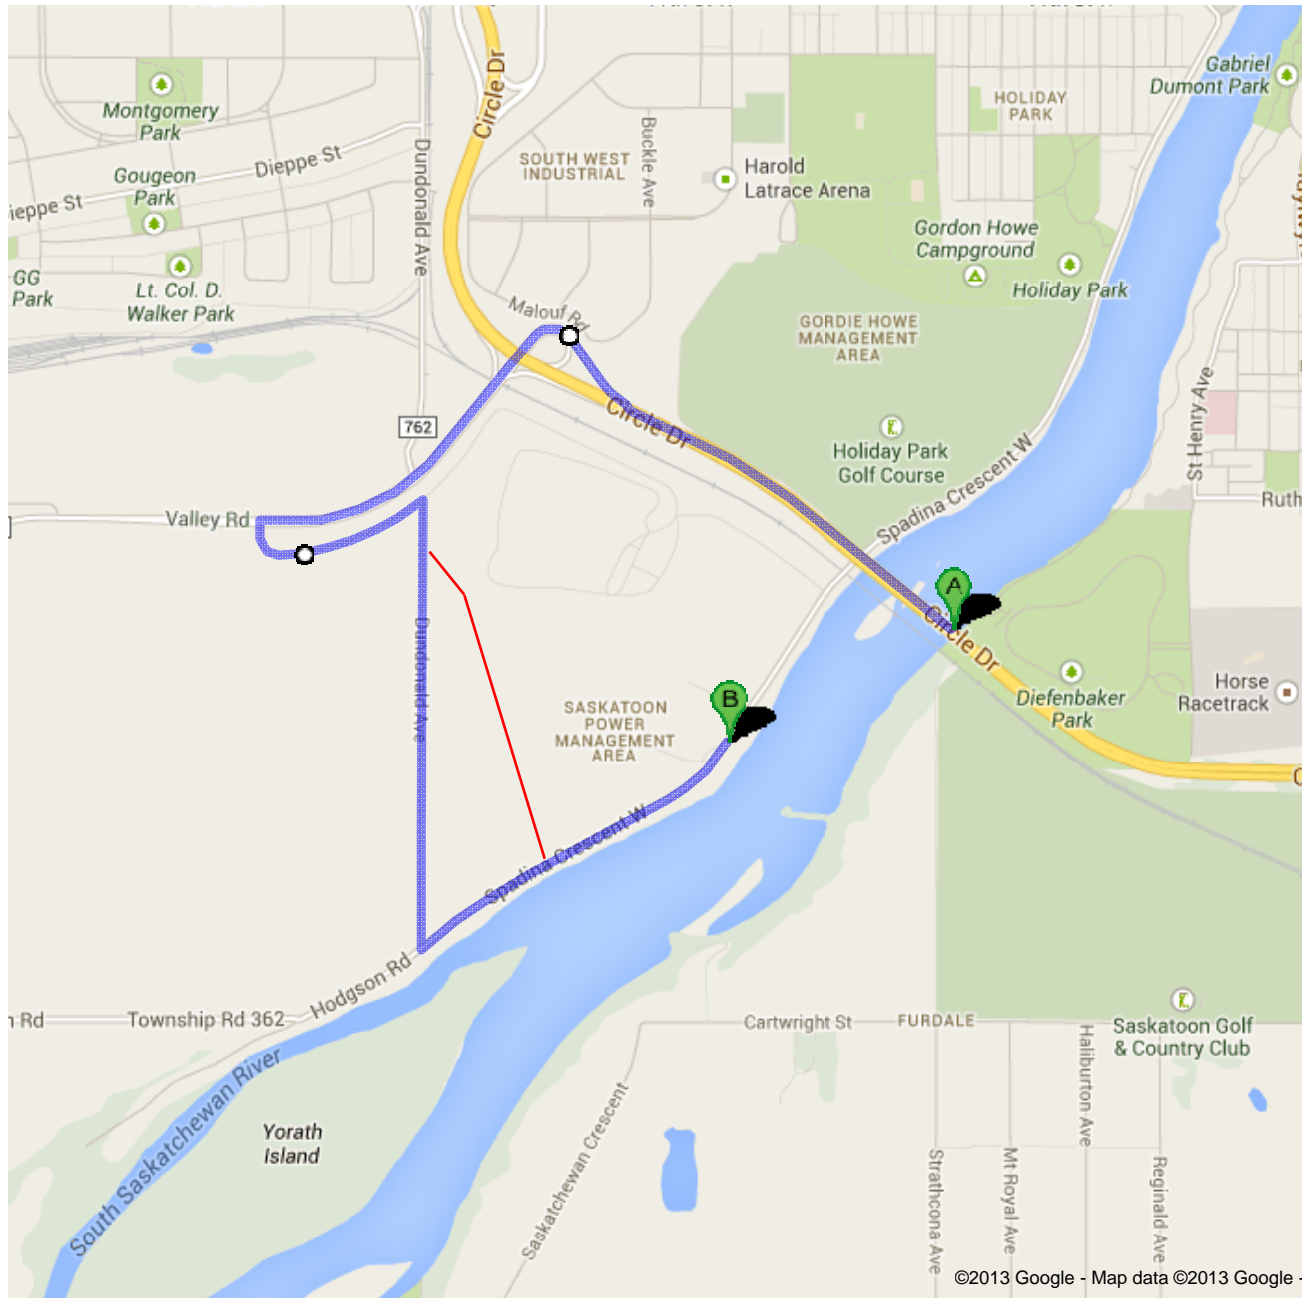 Circle Dr
Montgomery
Park
Dieppe St
Gougeon
Park
ieppe St
GG
Park
Lt. Col. D.
Walker Park
Dundonald Ave
SOUTH WEST
INDUSTRIAL
Buckle Ave
Harold
Latrace Arena
HOLIDAY
PARK
Gabriel
Dumont Park
Gordon Howe
Campground
Holiday Park
Malouf Rd
GORDIE HOWE
MANAGEMENT
AREA
Circle Dr
762
Holiday Park
Golf Course
St Henry Ave
Spadina Crescent W
Ruth
Valley Rd
A
Circle Dr
Dundonald Ave
B
SASKATOON
POWER
MANAGEMENT
AREA
Diefenbaker
Park
Horse
Racetrack
C
Spadina Crescent W
Hodgson Rd
n Rd
Township Rd 362
Cartwright St
FURDALE
Saskatoon Golf
& Country Club
Haliburton Ave
South Saskatchewan River
Yorath
Island
Saskatchewan Crescent
Strathcona Ave
Mt Royal Ave
Reginald Ave
©2013 Google - Map data ©2013 Google -